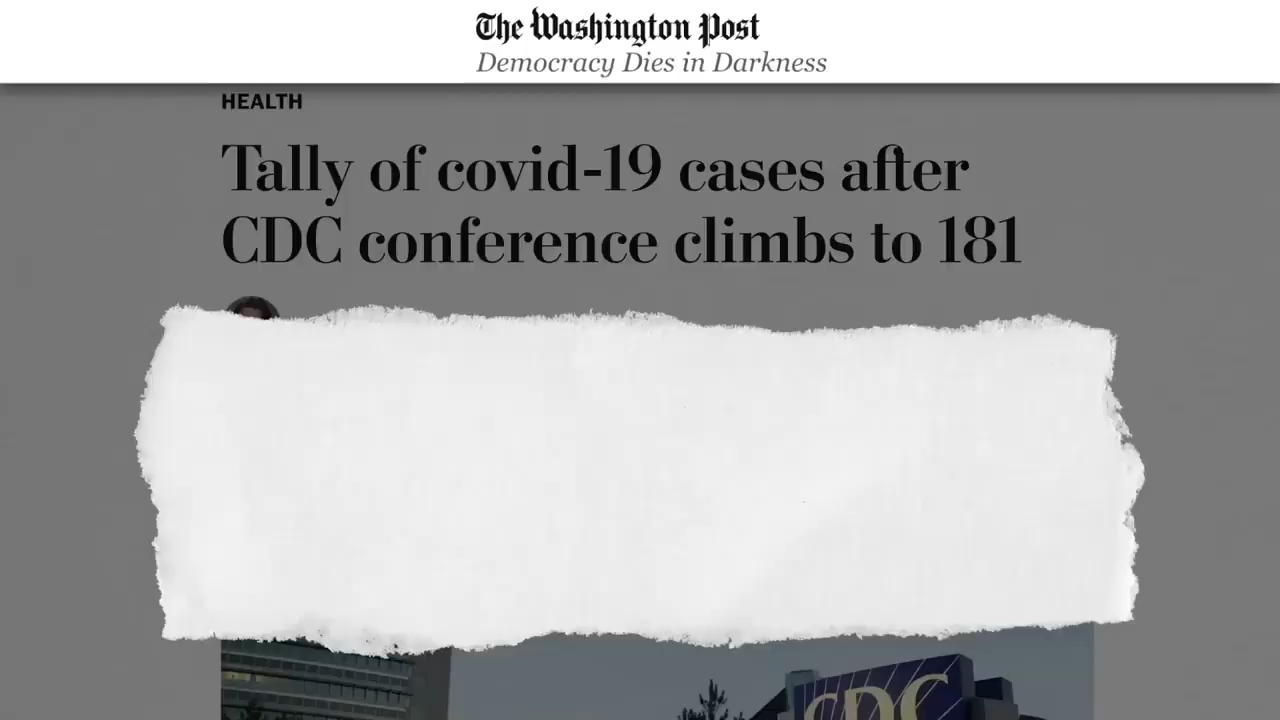 The Washington Post
Democracy Dies in Darkness
HEALTH
Tally of covid-19 cases after
CDC conference climbs to 181
CDC